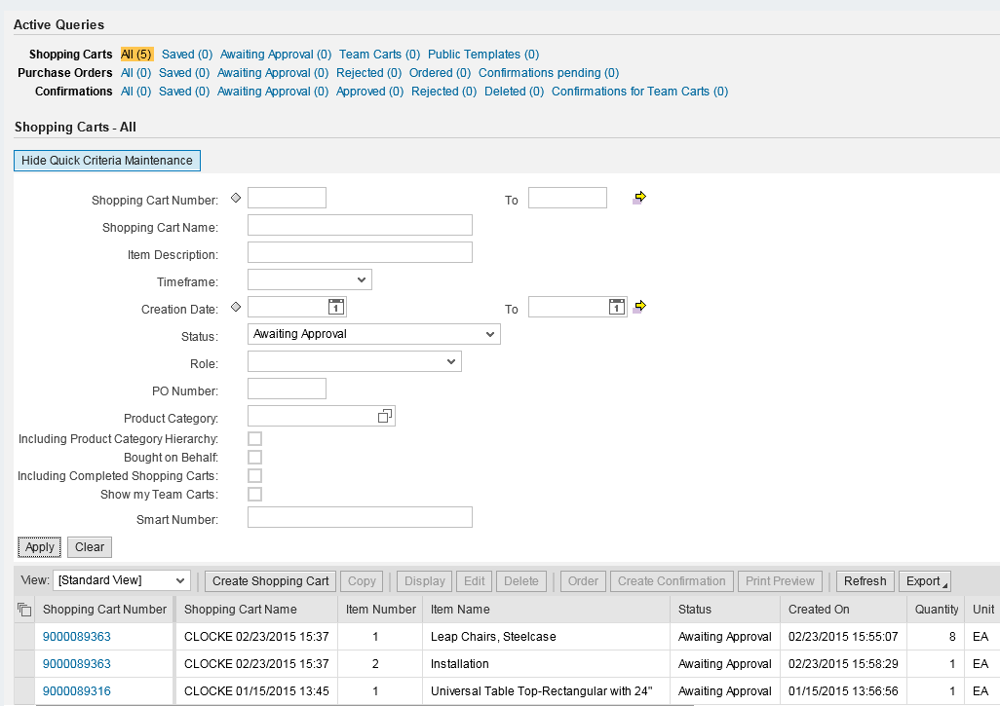 Active Queries
Shopping Carts All (5) Saved (0) Awaiting Approval (0) Team Carts (0) Public Templates (0)
Purchase Orders All (0) Saved (0) Awaiting Approval (0) Rejected (0) Ordered (0) Confirmations pending (0)
Confirmations All (0) Saved (0) Awaiting Approval (0) Approved (0) Rejected (0) Deleted (0) Confirmations for Team Carts (0)
Shopping Carts - All
Hide Quick Criteria Maintenance
Shopping Cart Number: To
Shopping Cart Name:
Item Description:
Timeframe:
Creation Date: 1 To 1
Status: Awaiting Approval
Role:
PO Number:
Product Category:
Including Product Category Hierarchy:
Bought on Behalf:
Including Completed Shopping Carts:
Show my Team Carts:
Smart Number:
Apply Clear
View: [Standard View] Create Shopping Cart Copy Display Edit Delete Order Create Confirmation Print Preview Refresh Export
Shopping Cart Number Shopping Cart Name Item Number Item Name Status Created On Quantity Unit
9000089363 CLOCKE 02/23/2015 15:37 1 Leap Chairs, Steelcase Awaiting Approval 02/23/2015 15:55:07 8 EA
9000089363 CLOCKE 02/23/2015 15:37 2 Installation Awaiting Approval 02/23/2015 15:58:29 1 EA
9000089316 CLOCKE 01/15/2015 13:45 1 Universal Table Top-Rectangular with 24" Awaiting Approval 01/15/2015 13:56:56 1 EA